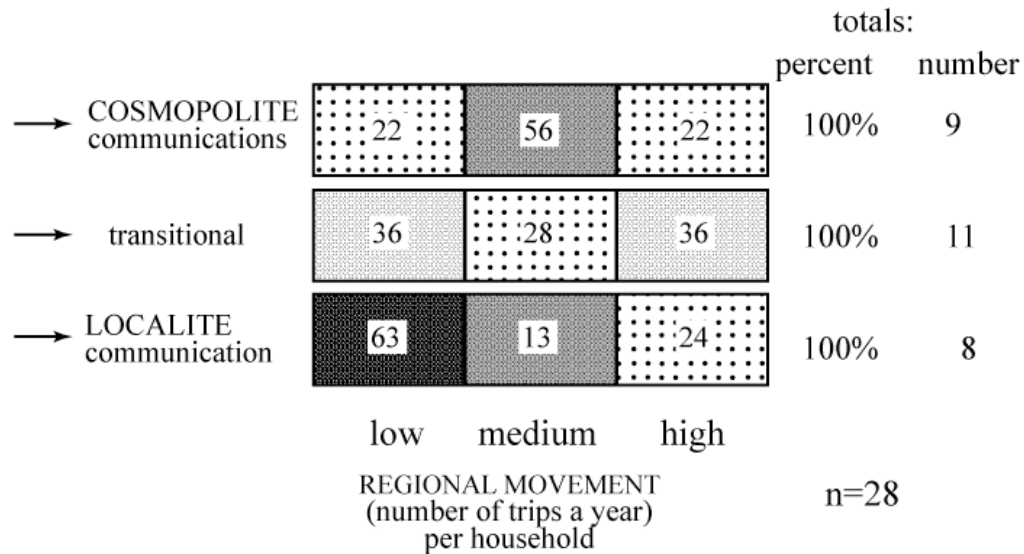 totals:
percent number
COSMOPOLITE
communications
22 56 22 100% 9
transitional 36 28 36 100% 11
LOCALITE
communication
63 13 24 100% 8
low medium high
REGIONAL MOVEMENT
(number of trips a year)
per household
n=28